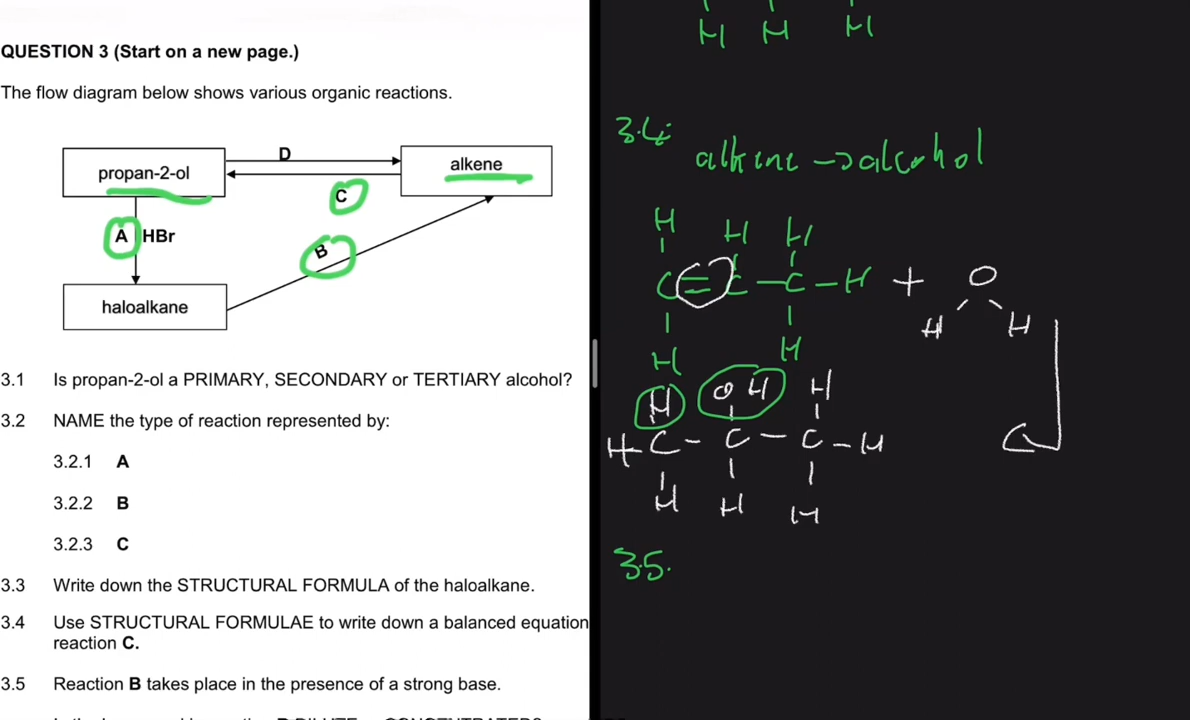 QUESTION 3 (Start on a new page.)
The flow diagram below shows various organic reactions.
propan-2-ol
D
alkene
C
A HBr
B
haloalkane
3.1 Is propan-2-ol a PRIMARY, SECONDARY or TERTIARY alcohol?
3.2 NAME the type of reaction represented by:
3.2.1 A
3.2.2 B
3.2.3 C
3.3 Write down the STRUCTURAL FORMULA of the haloalkane.
3.4 Use STRUCTURAL FORMULAE to write down a balanced equation
reaction C.
3.5 Reaction B takes place in the presence of a strong base.
H H H
3.4:
alkene → alcohol
H H H
C = C – C – H + O
H H
H H
H OH H
H – C – C – C – H
H H H
3.5.